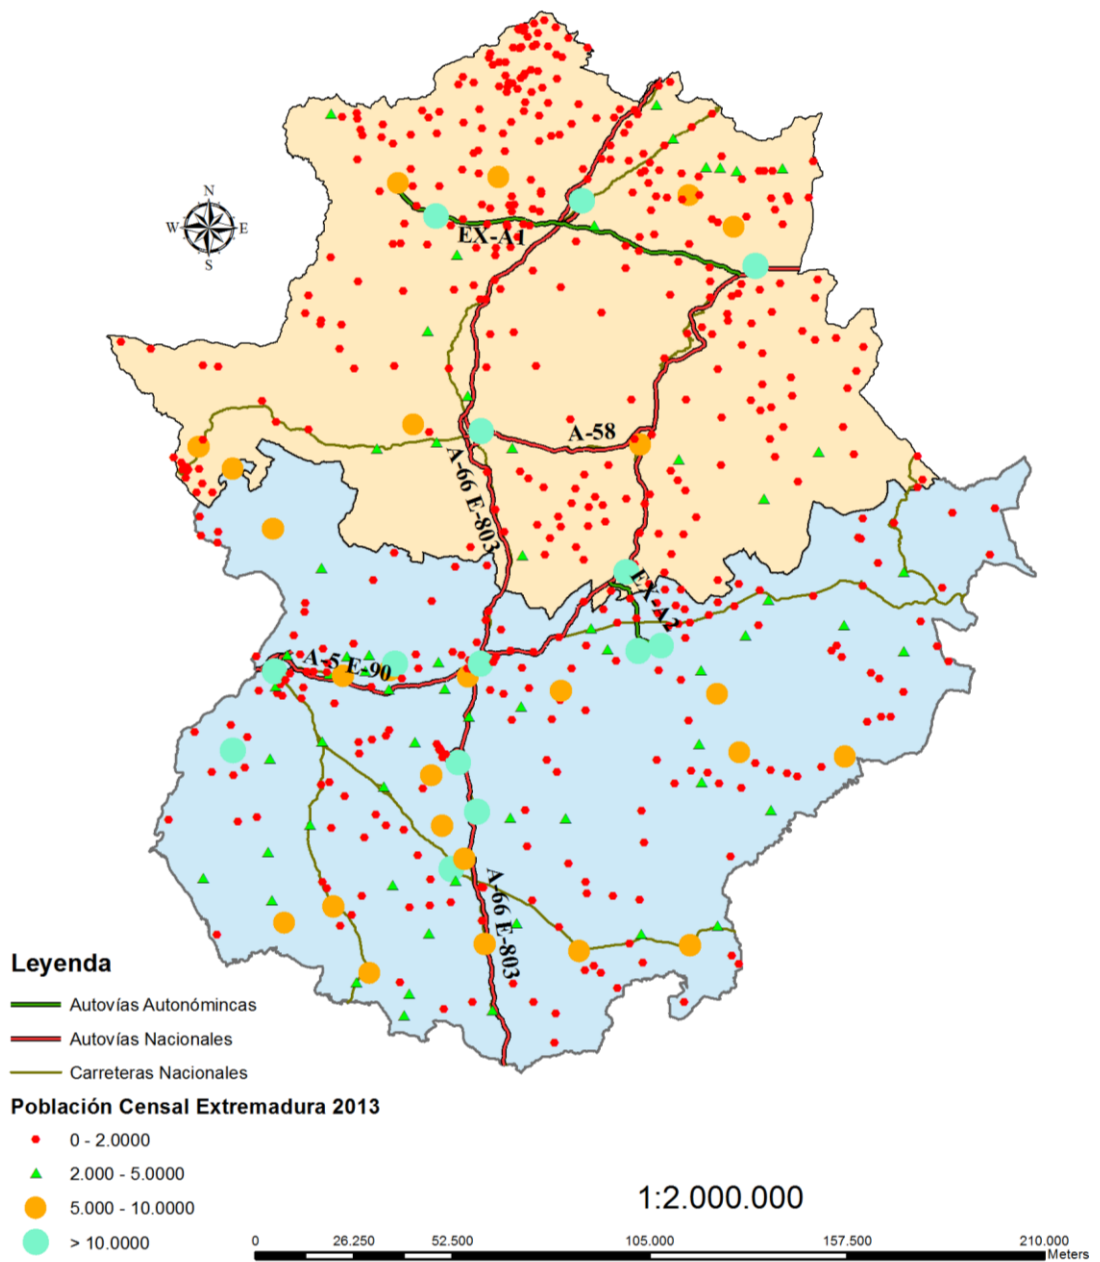 N
W E
S
EX-A1
A-58
A-66 E-803
EX-A2
A-5 E-90
A-66 E-803
Leyenda
Autovías Autonómincas
Autovías Nacionales
Carreteras Nacionales
Población Censal Extremadura 2013
0 - 2.0000
2.000 - 5.0000
5.000 - 10.0000
> 10.0000
1:2.000.000
0 26.250 52.500 105.000 157.500 210.000
Meters